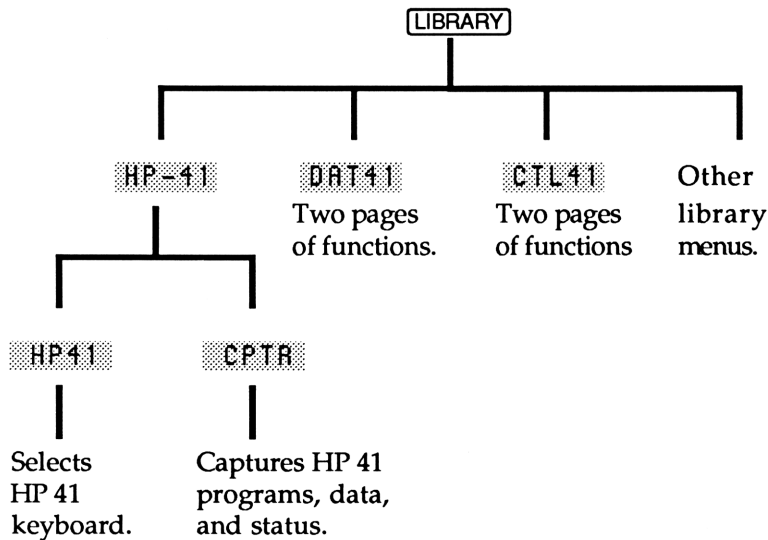 LIBRARY
HP-41
DAT41
CTL41
Other
library
menus.
Two pages
of functions.
Two pages
of functions
HP41
CPTR
Selects
HP 41
keyboard.
Captures HP 41
programs, data,
and status.